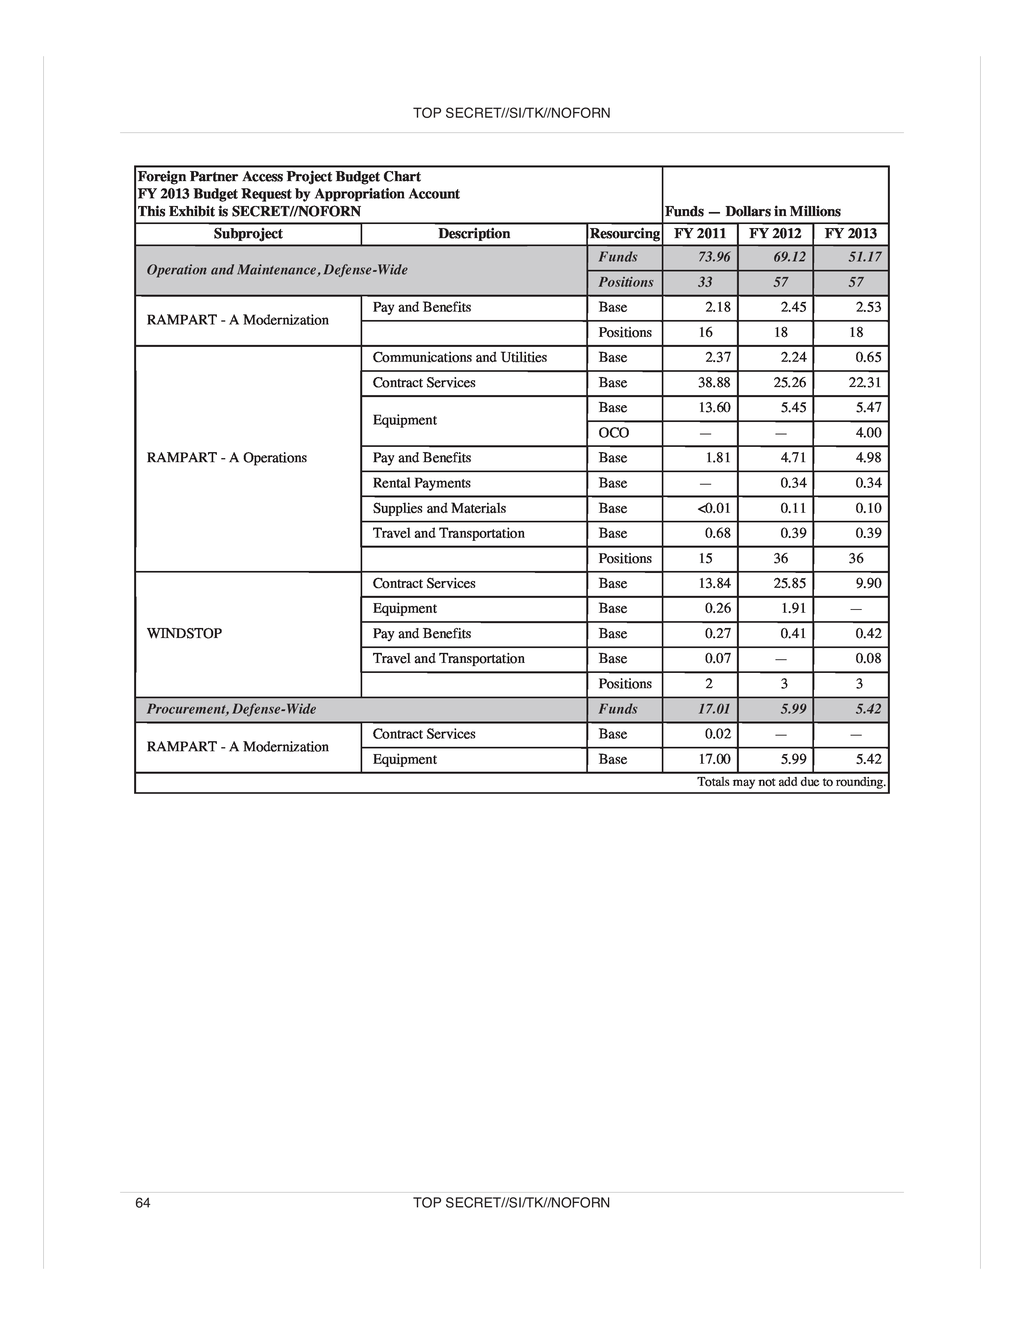 TOP SECRET//SI/TK//NOFORN
Foreign Partner Access Project Budget Chart
FY 2013 Budget Request by Appropriation Account
This Exhibit is SECRET//NOFORN Funds — Dollars in Millions
Subproject Description Resourcing FY 2011 FY 2012 FY 2013
Operation and Maintenance, Defense-Wide Funds 73.96 69.12 51.17
Positions 33 57 57
RAMPART - A Modernization Pay and Benefits Base 2.18 2.45 2.53
Positions 16 18 18
RAMPART - A Operations Communications and Utilities Base 2.37 2.24 0.65
Contract Services Base 38.88 25.26 22.31
Equipment Base 13.60 5.45 5.47
OCO — — 4.00
Pay and Benefits Base 1.81 4.71 4.98
Rental Payments Base — 0.34 0.34
Supplies and Materials Base <0.01 0.11 0.10
Travel and Transportation Base 0.68 0.39 0.39
Positions 15 36 36
WINDSTOP Contract Services Base 13.84 25.85 9.90
Equipment Base 0.26 1.91 —
Pay and Benefits Base 0.27 0.41 0.42
Travel and Transportation Base 0.07 — 0.08
Positions 2 3 3
Procurement, Defense-Wide Funds 17.01 5.99 5.42
RAMPART - A Modernization Contract Services Base 0.02 — —
Equipment Base 17.00 5.99 5.42
Totals may not add due to rounding.
64 TOP SECRET//SI/TK//NOFORN